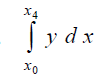 x₄
∫ y d x
x₀